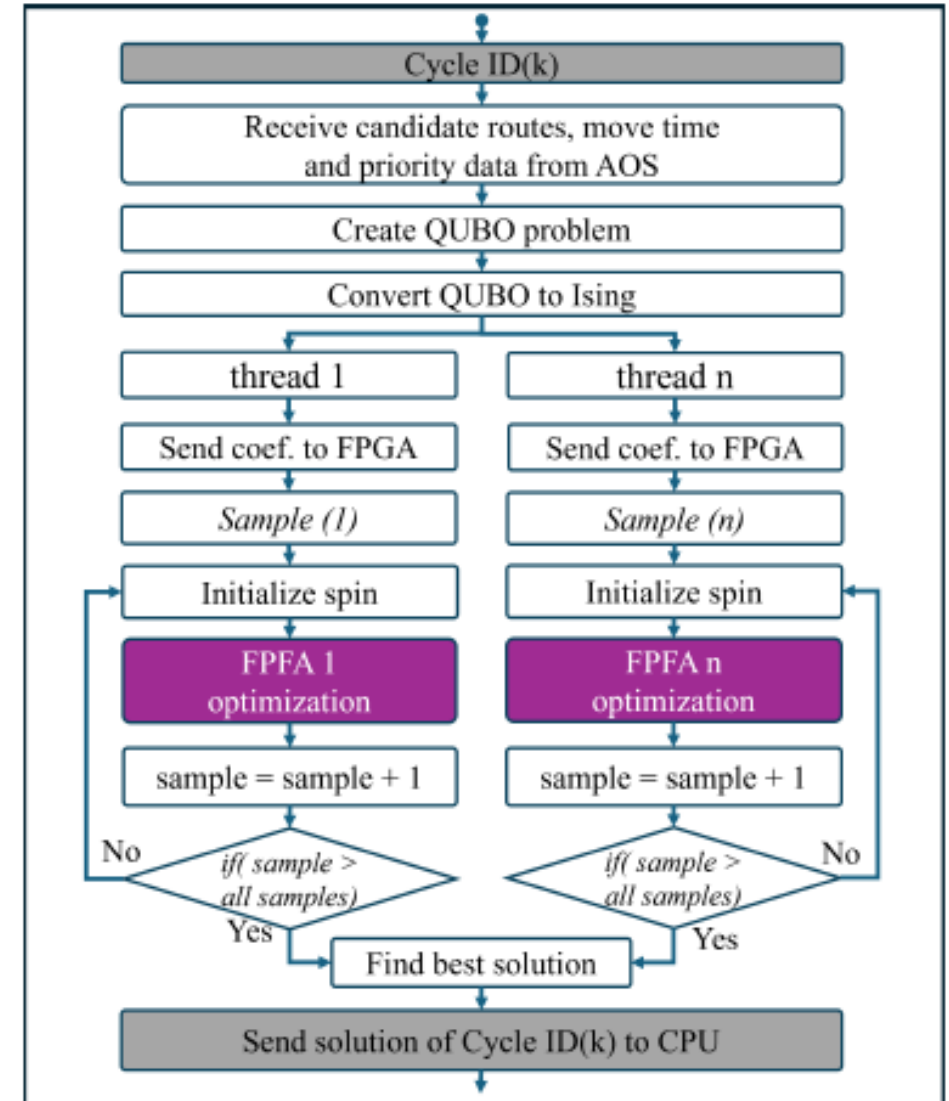 Cycle ID(k)
Receive candidate routes, move time
and priority data from AOS
Create QUBO problem
Convert QUBO to Ising
thread 1
Send coef. to FPGA
Sample (1)
Initialize spin
FPFA 1
optimization
sample = sample + 1
No
if( sample >
all samples)
Yes
thread n
Send coef. to FPGA
Sample (n)
Initialize spin
FPFA n
optimization
sample = sample + 1
if( sample >
all samples)
No
Yes
Find best solution
Send solution of Cycle ID(k) to CPU